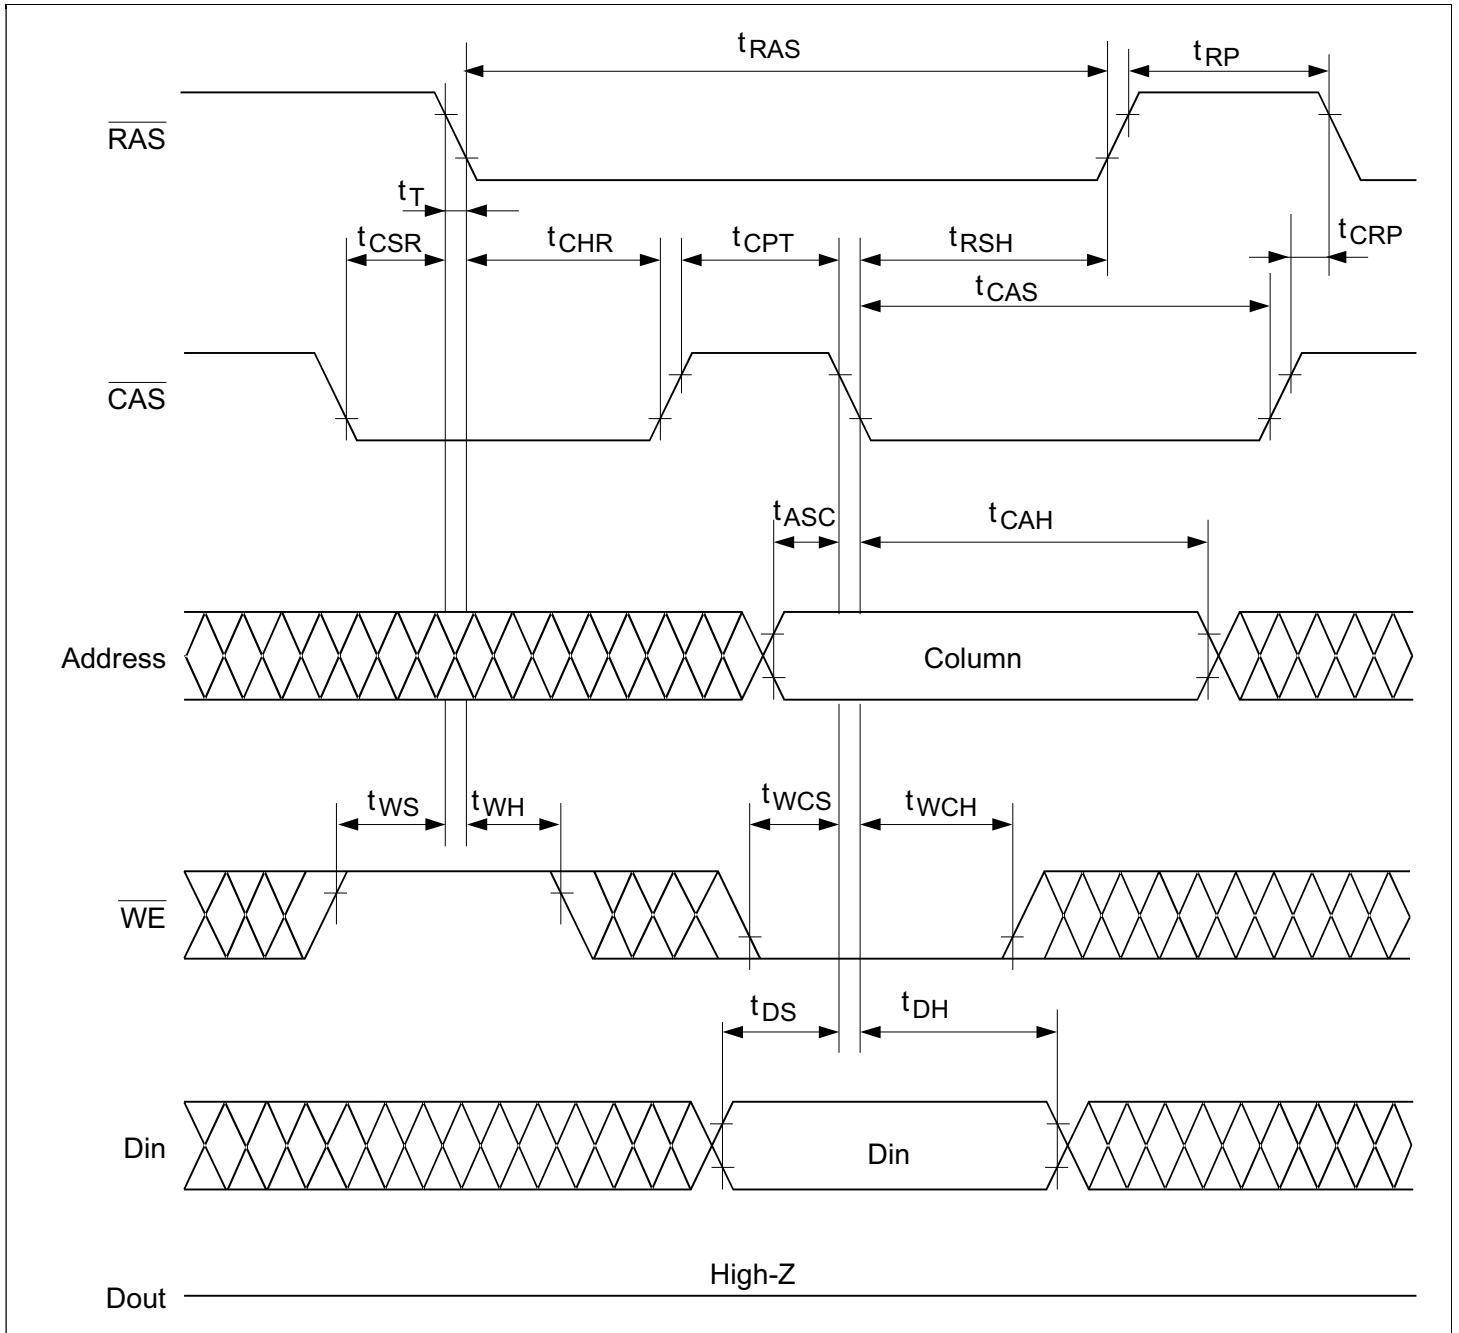 tRAS
tRP
RAS
tT
tCSR
tCHR
tCPT
tRSH
tCRP
tCAS
CAS
tASC
tCAH
Address
Column
tWS
tWH
tWCS
tWCH
WE
tDS
tDH
Din
Din
High-Z
Dout